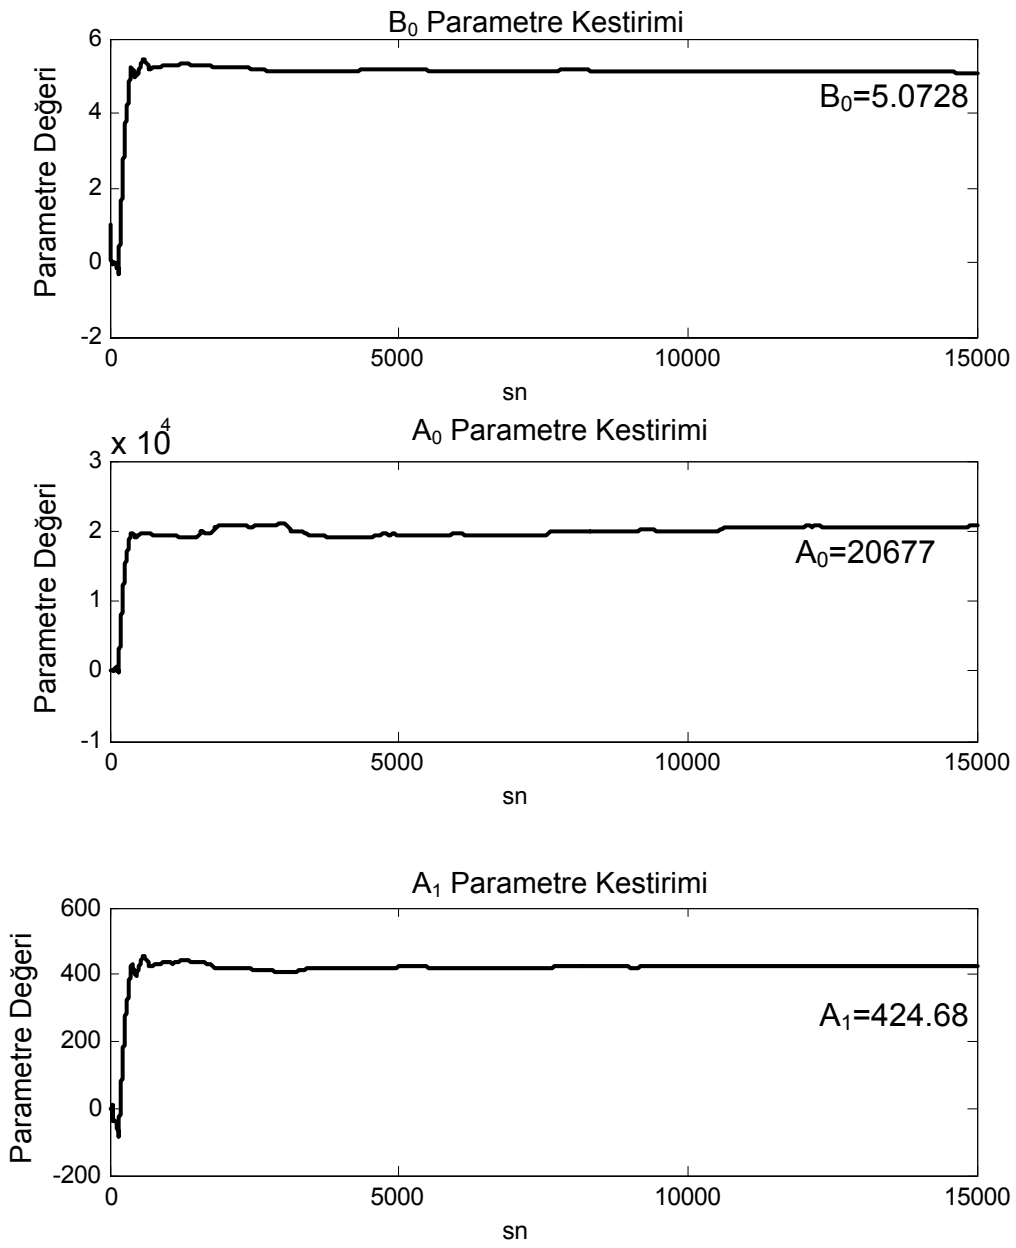 B₀ Parametre Kestirimi
6
4
2
0
-2
Parametre Değeri
B₀=5.0728
0 5000 10000 15000
sn
x 10⁴
A₀ Parametre Kestirimi
3
2
1
0
-1
Parametre Değeri
A₀=20677
0 5000 10000 15000
sn
A₁ Parametre Kestirimi
600
400
200
0
-200
Parametre Değeri
A₁=424.68
0 5000 10000 15000
sn